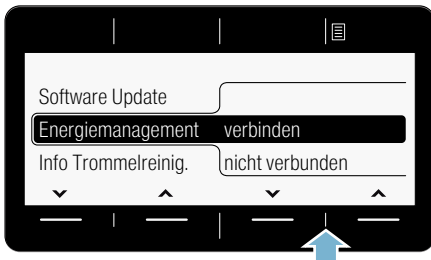 Software Update
Energiemanagement verbinden
Info Trommelreinig. nicht verbunden